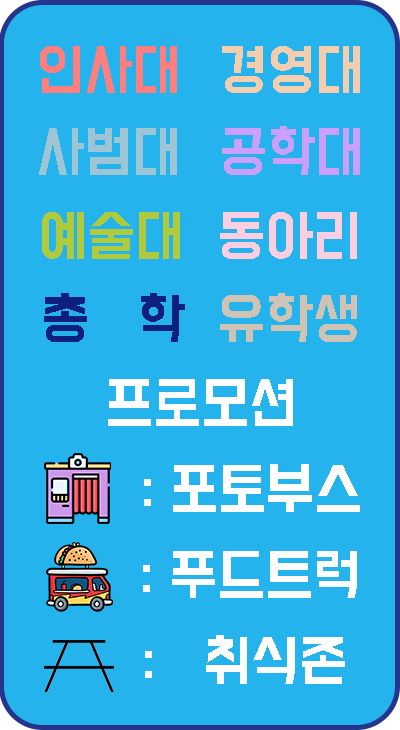 인사대 경영대
사범대 공학대
예술대 동아리
총 학 유학생
프로모션
: 포토부스
: 푸드트럭
: 취식존